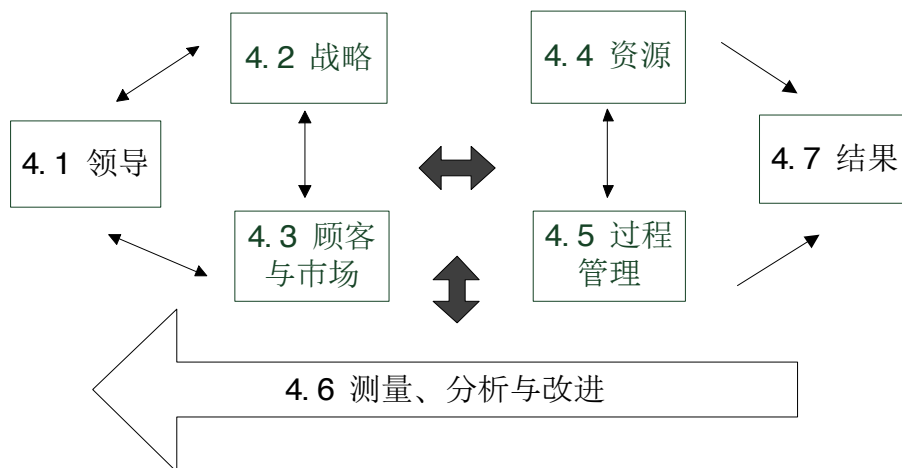 4.2 战略
4.4 资源
4.1 领导
4.7 结果
4.3 顾客
与市场
4.5 过程
管理
4.6 测量、分析与改进